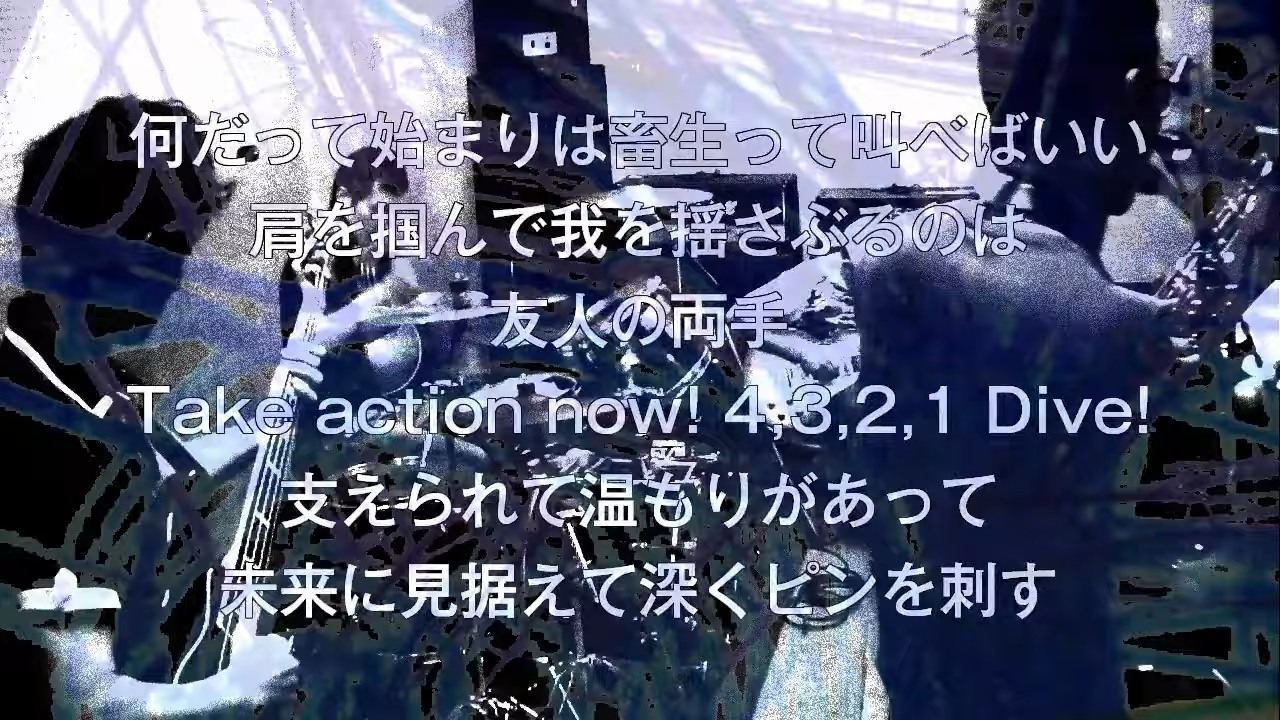 何だって始まりは畜生って叫べばいい
肩を掴んで我を揺さぶるのは
友人の両手
Take action now! 4,3,2,1 Dive!
支えられて温もりがあって
未来に見据えて深くピンを刺す